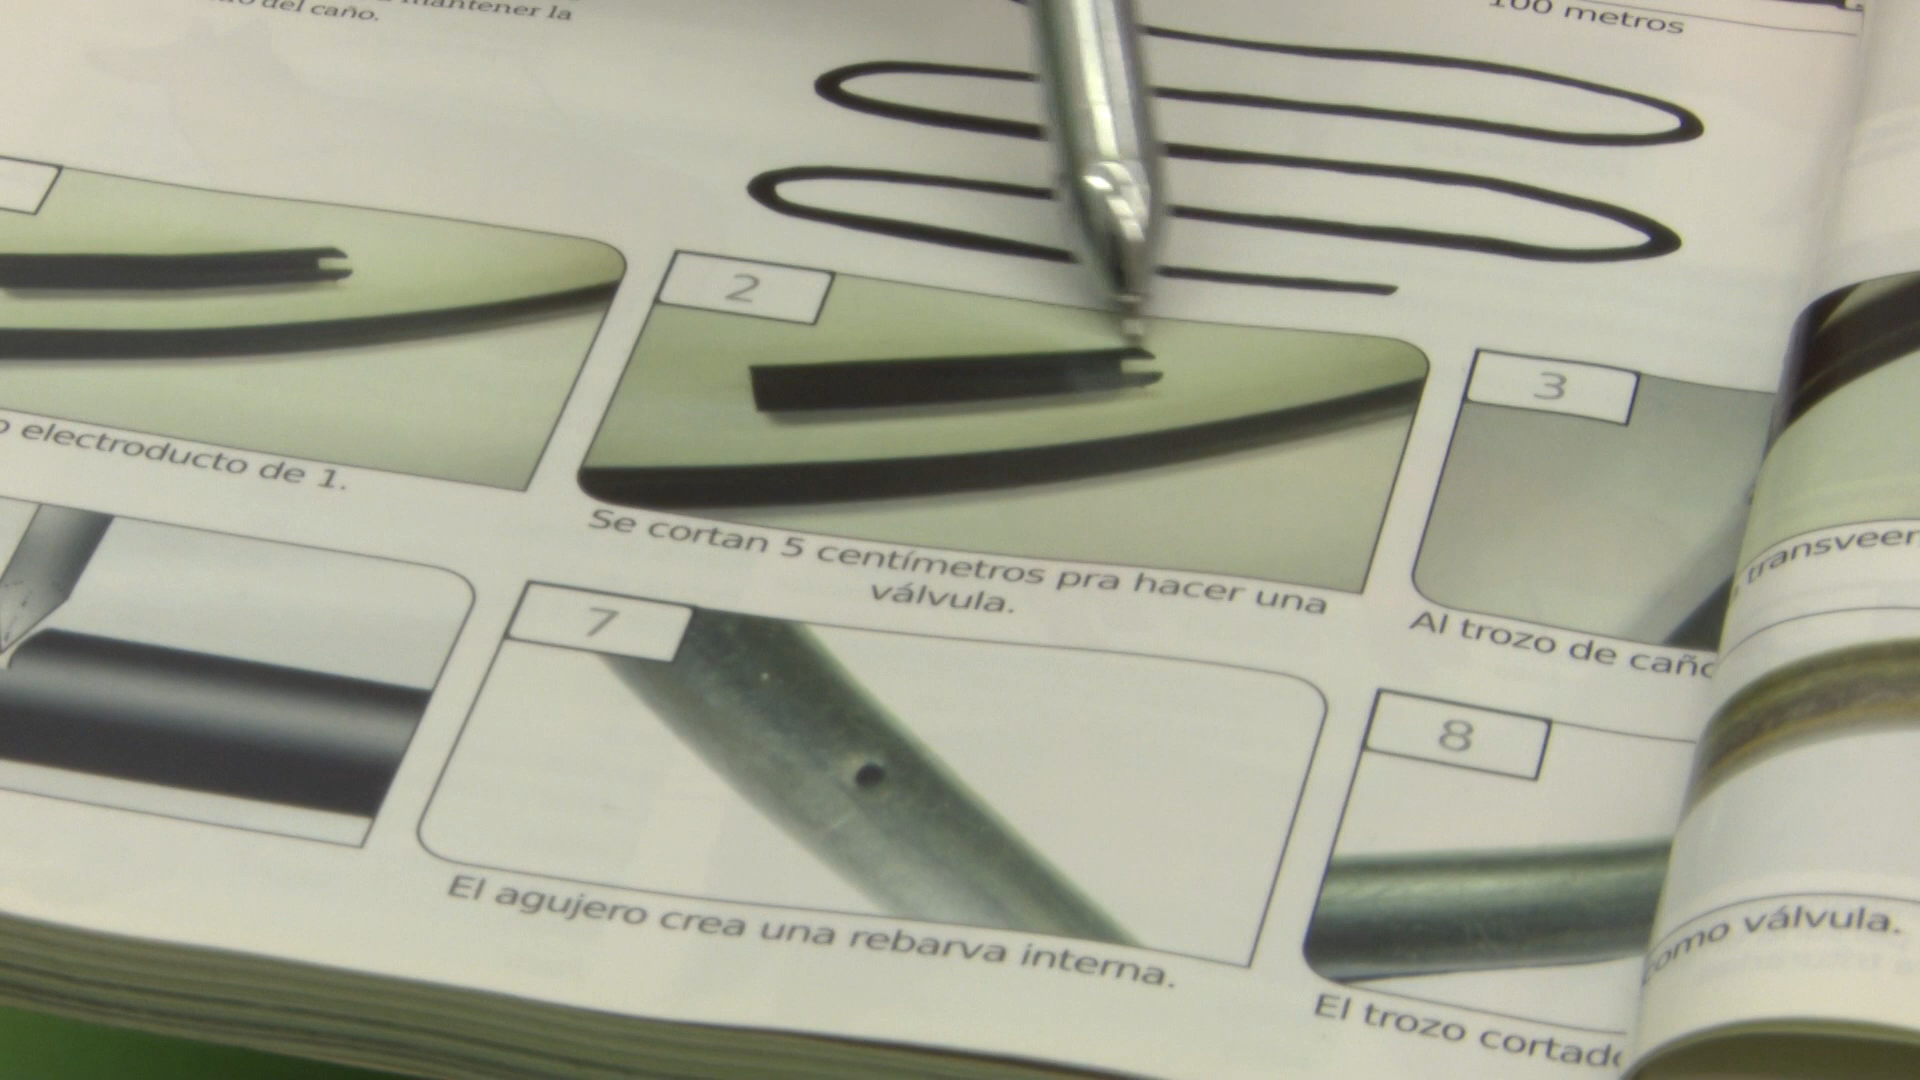 mantener la
del caño.
100 metros
2
3
electroducto de 1.
Se cortan 5 centímetros pra hacer una
válvula.
Al trozo de caño
7
8
El agujero crea una rebarva interna.
El trozo cortado
como válvula.